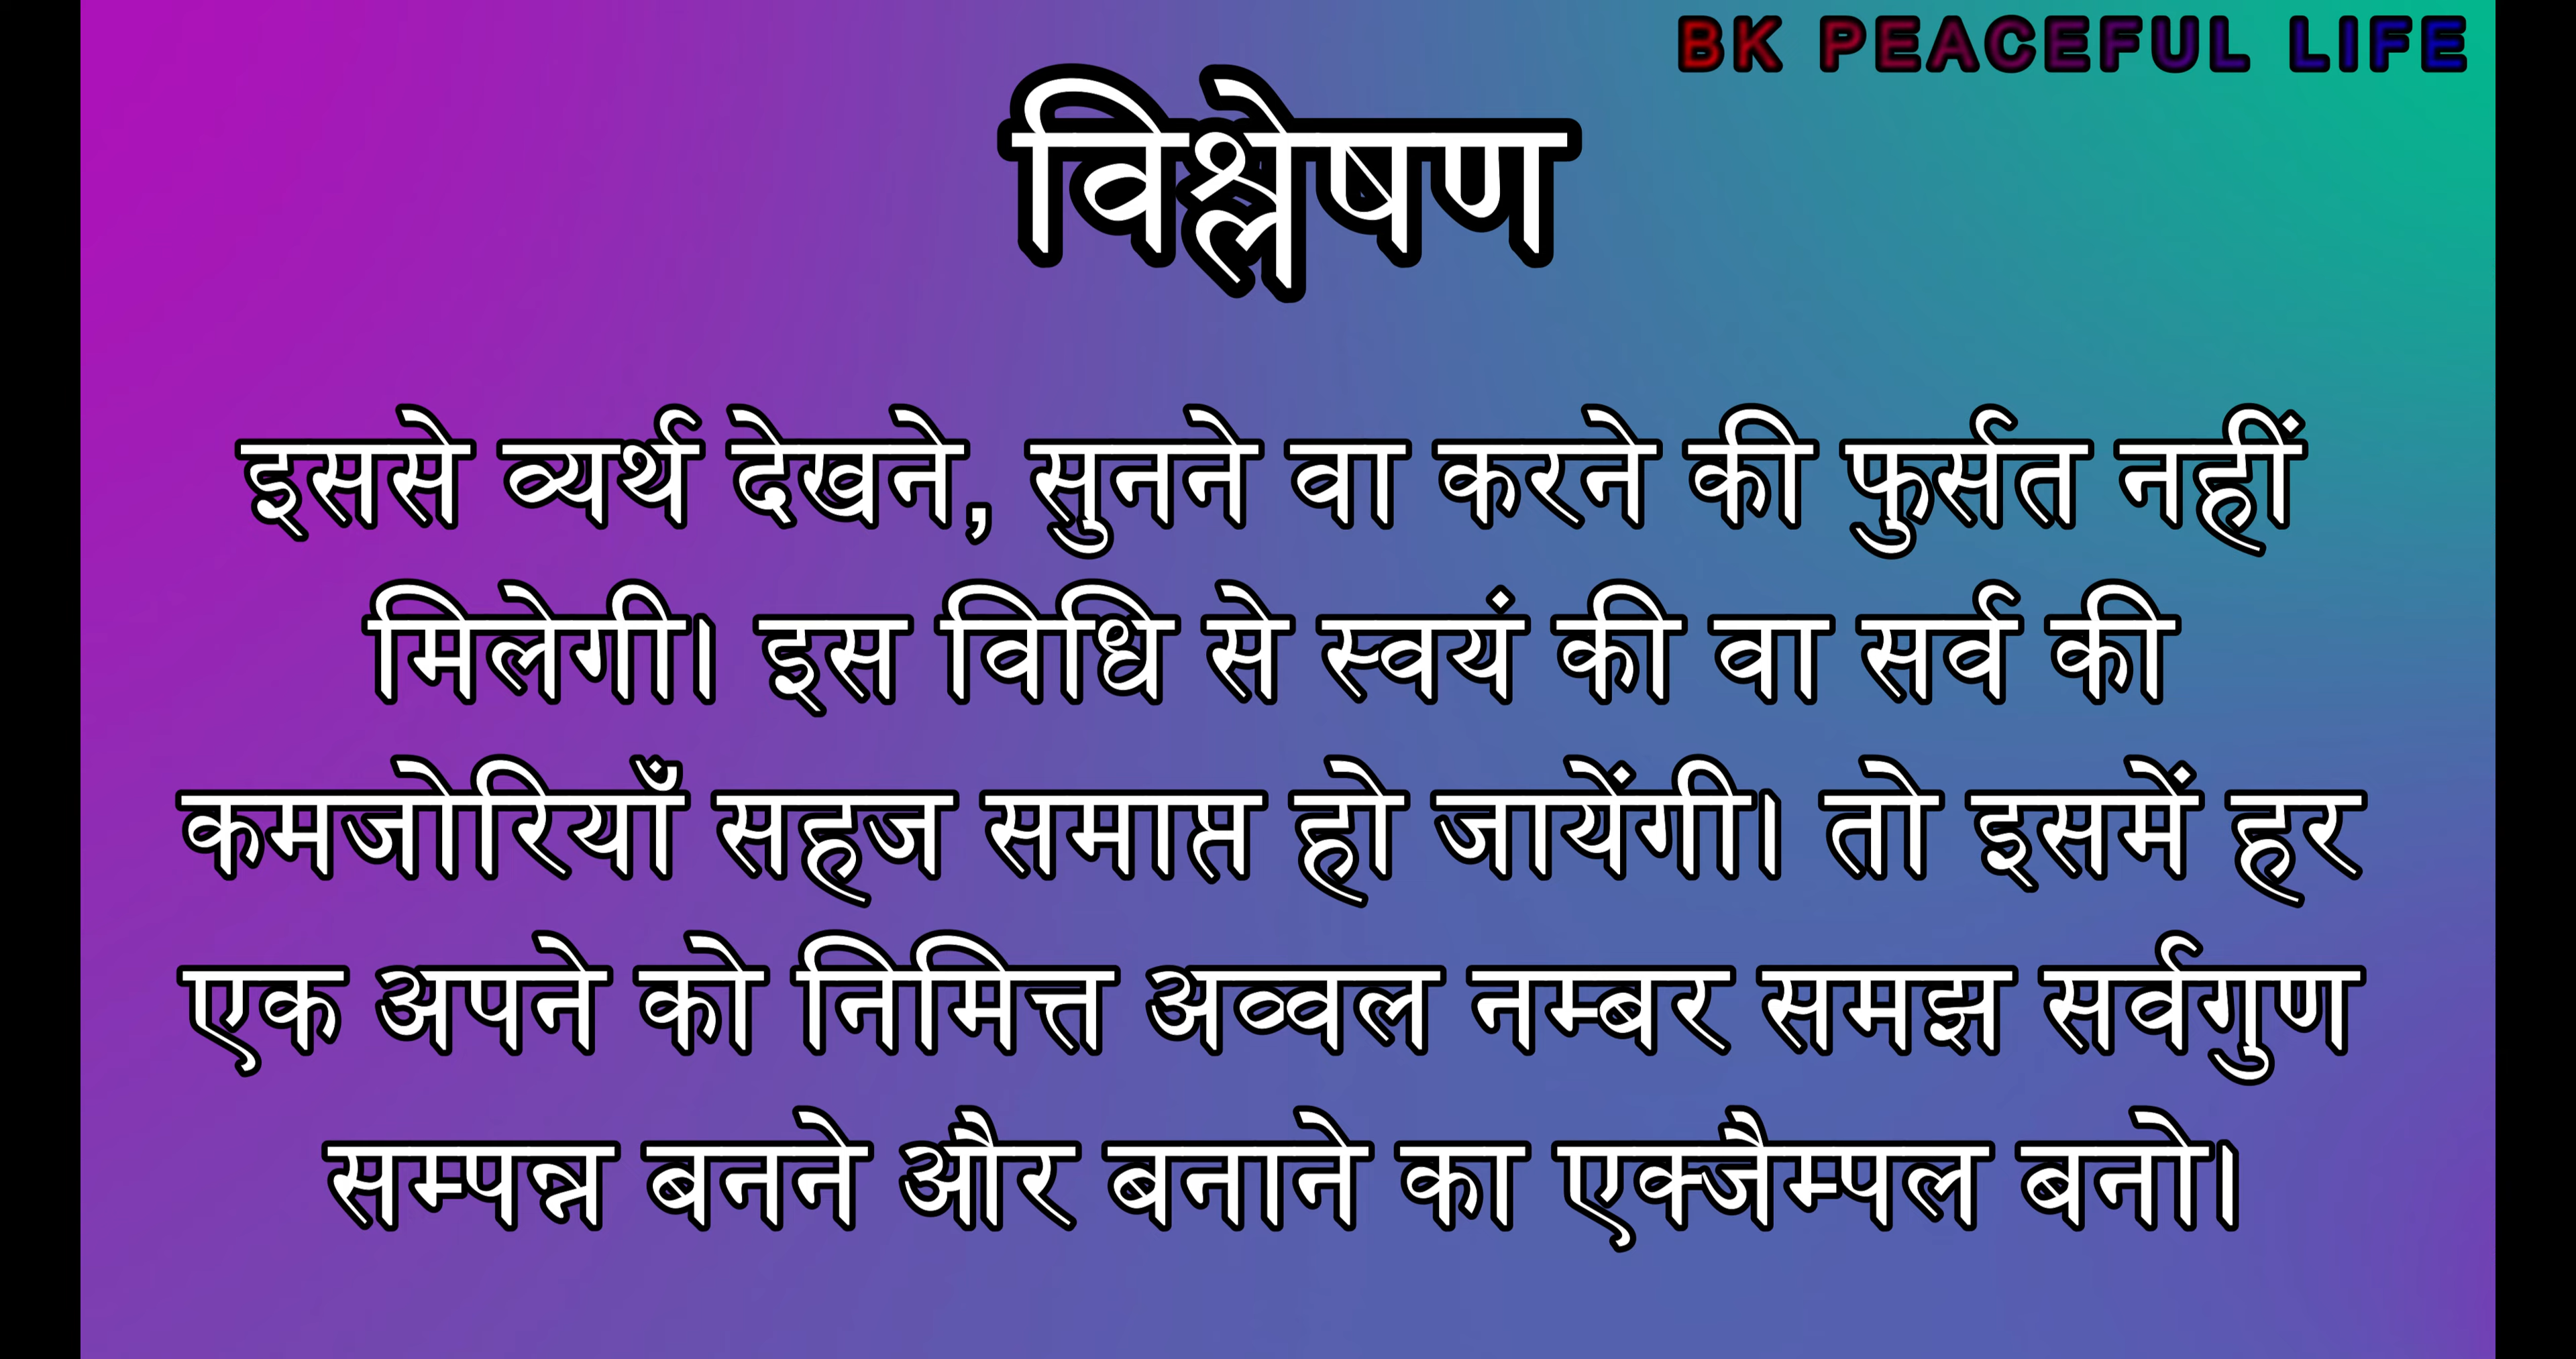 BK PEACEFUL LIFE
विश्लेषण
इससे व्यर्थ देखने, सुनने वा करने की फुर्सत नहीं
मिलेगी। इस विधि से स्वयं की वा सर्व की
कमजोरियाँ सहज समाप्त हो जायेंगी। तो इसमें हर
एक अपने को निमित्त अव्वल नम्बर समझ सर्वगुण
सम्पन्न बनने और बनाने का एक्जैम्पल बनो।